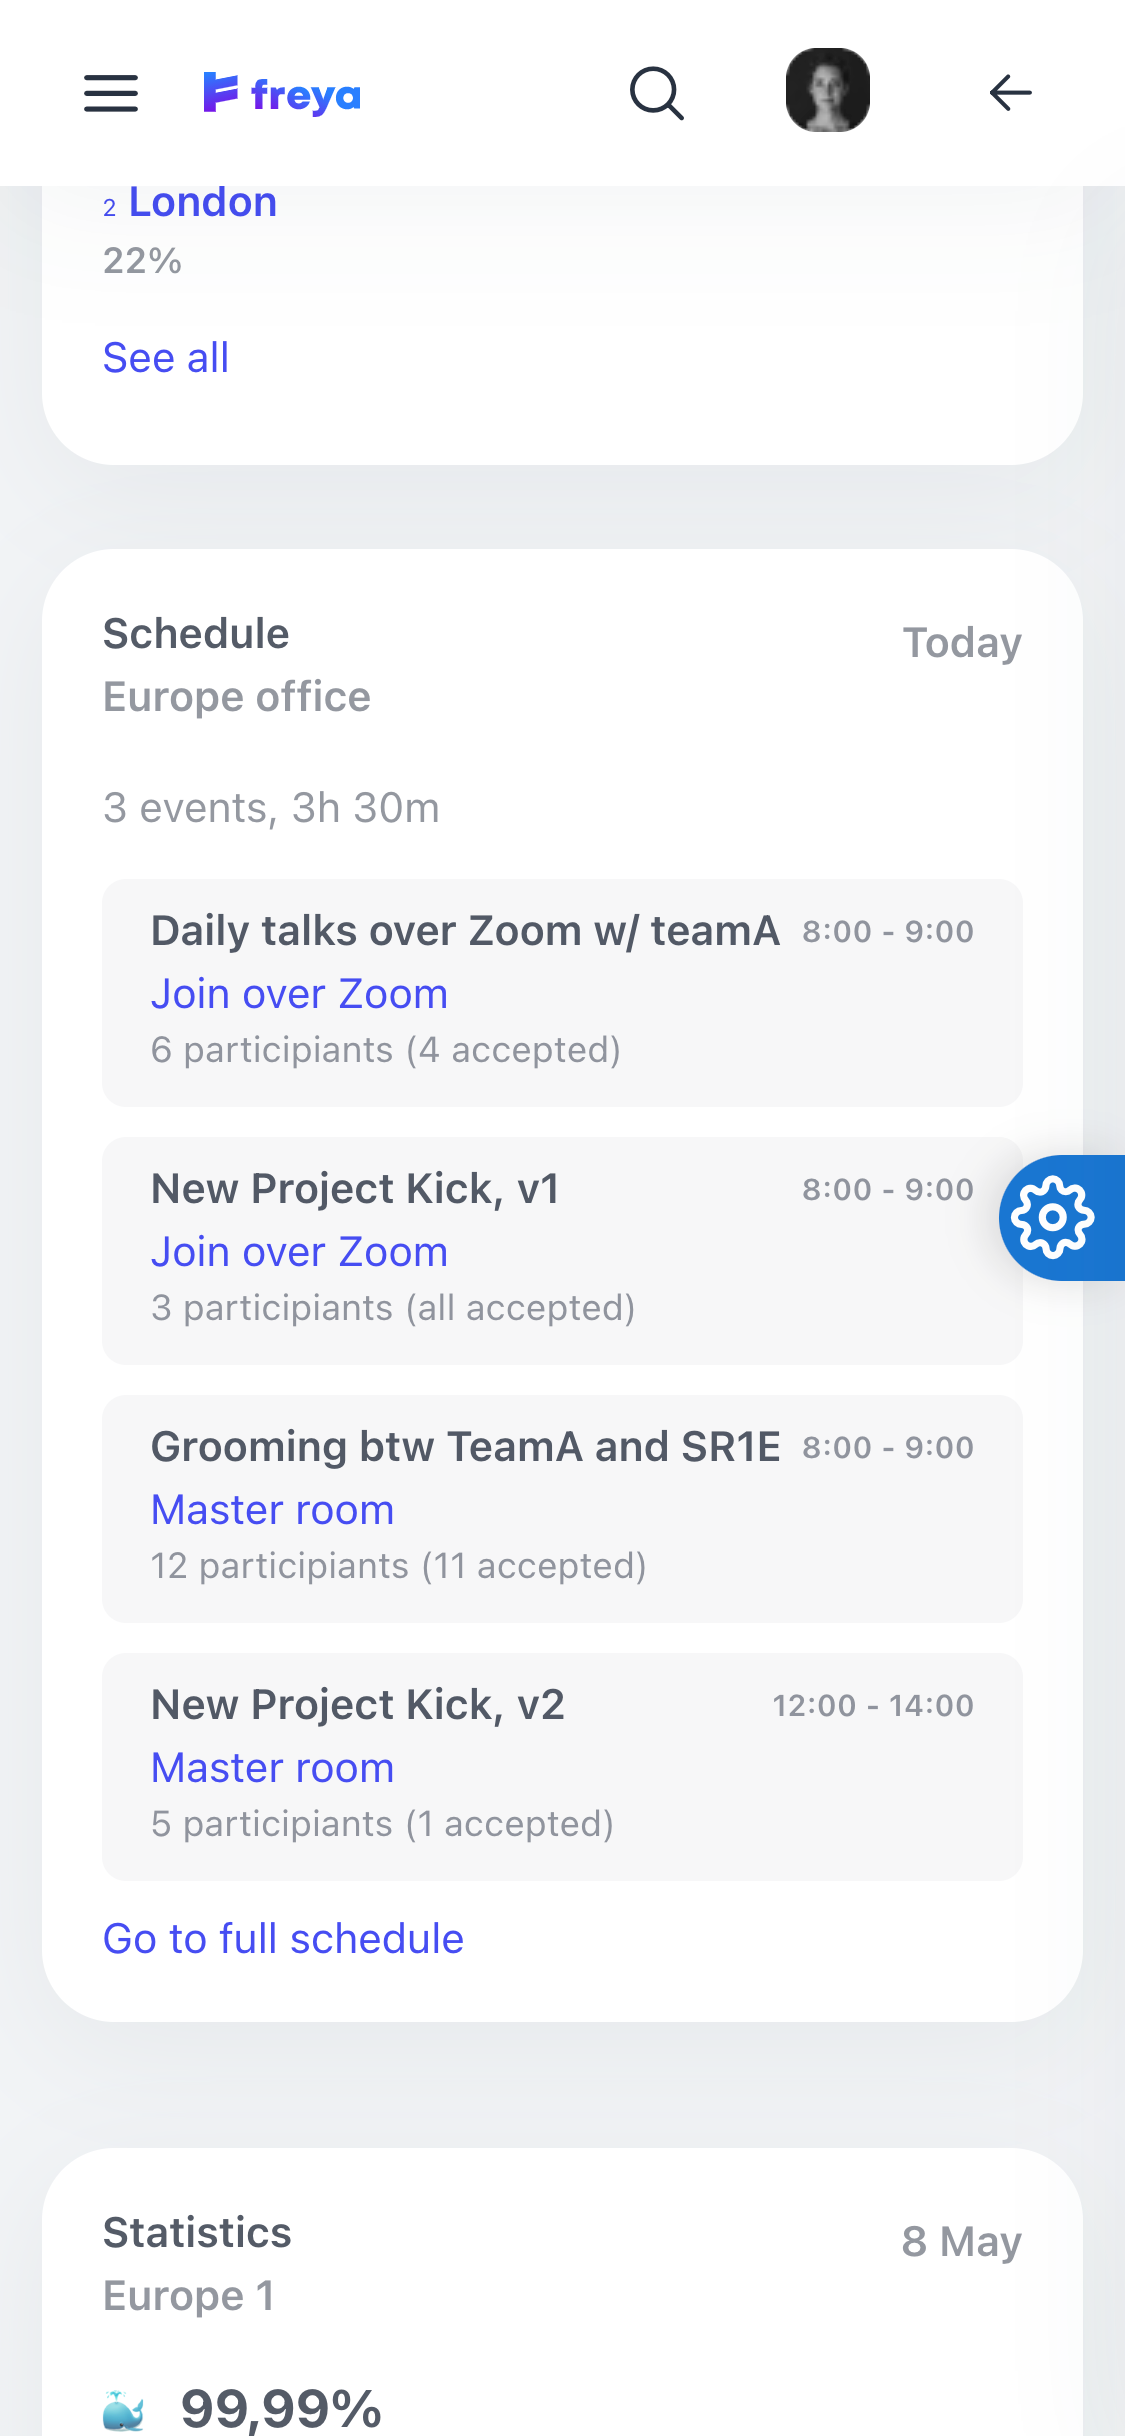 freya
2 London
22%
See all
Schedule
Today
Europe office
3 events, 3h 30m
Daily talks over Zoom w/ teamA 8:00 - 9:00
Join over Zoom
6 participiants (4 accepted)
New Project Kick, v1 8:00 - 9:00
Join over Zoom
3 participiants (all accepted)
Grooming btw TeamA and SR1E 8:00 - 9:00
Master room
12 participiants (11 accepted)
New Project Kick, v2 12:00 - 14:00
Master room
5 participiants (1 accepted)
Go to full schedule
Statistics
8 May
Europe 1
99,99%